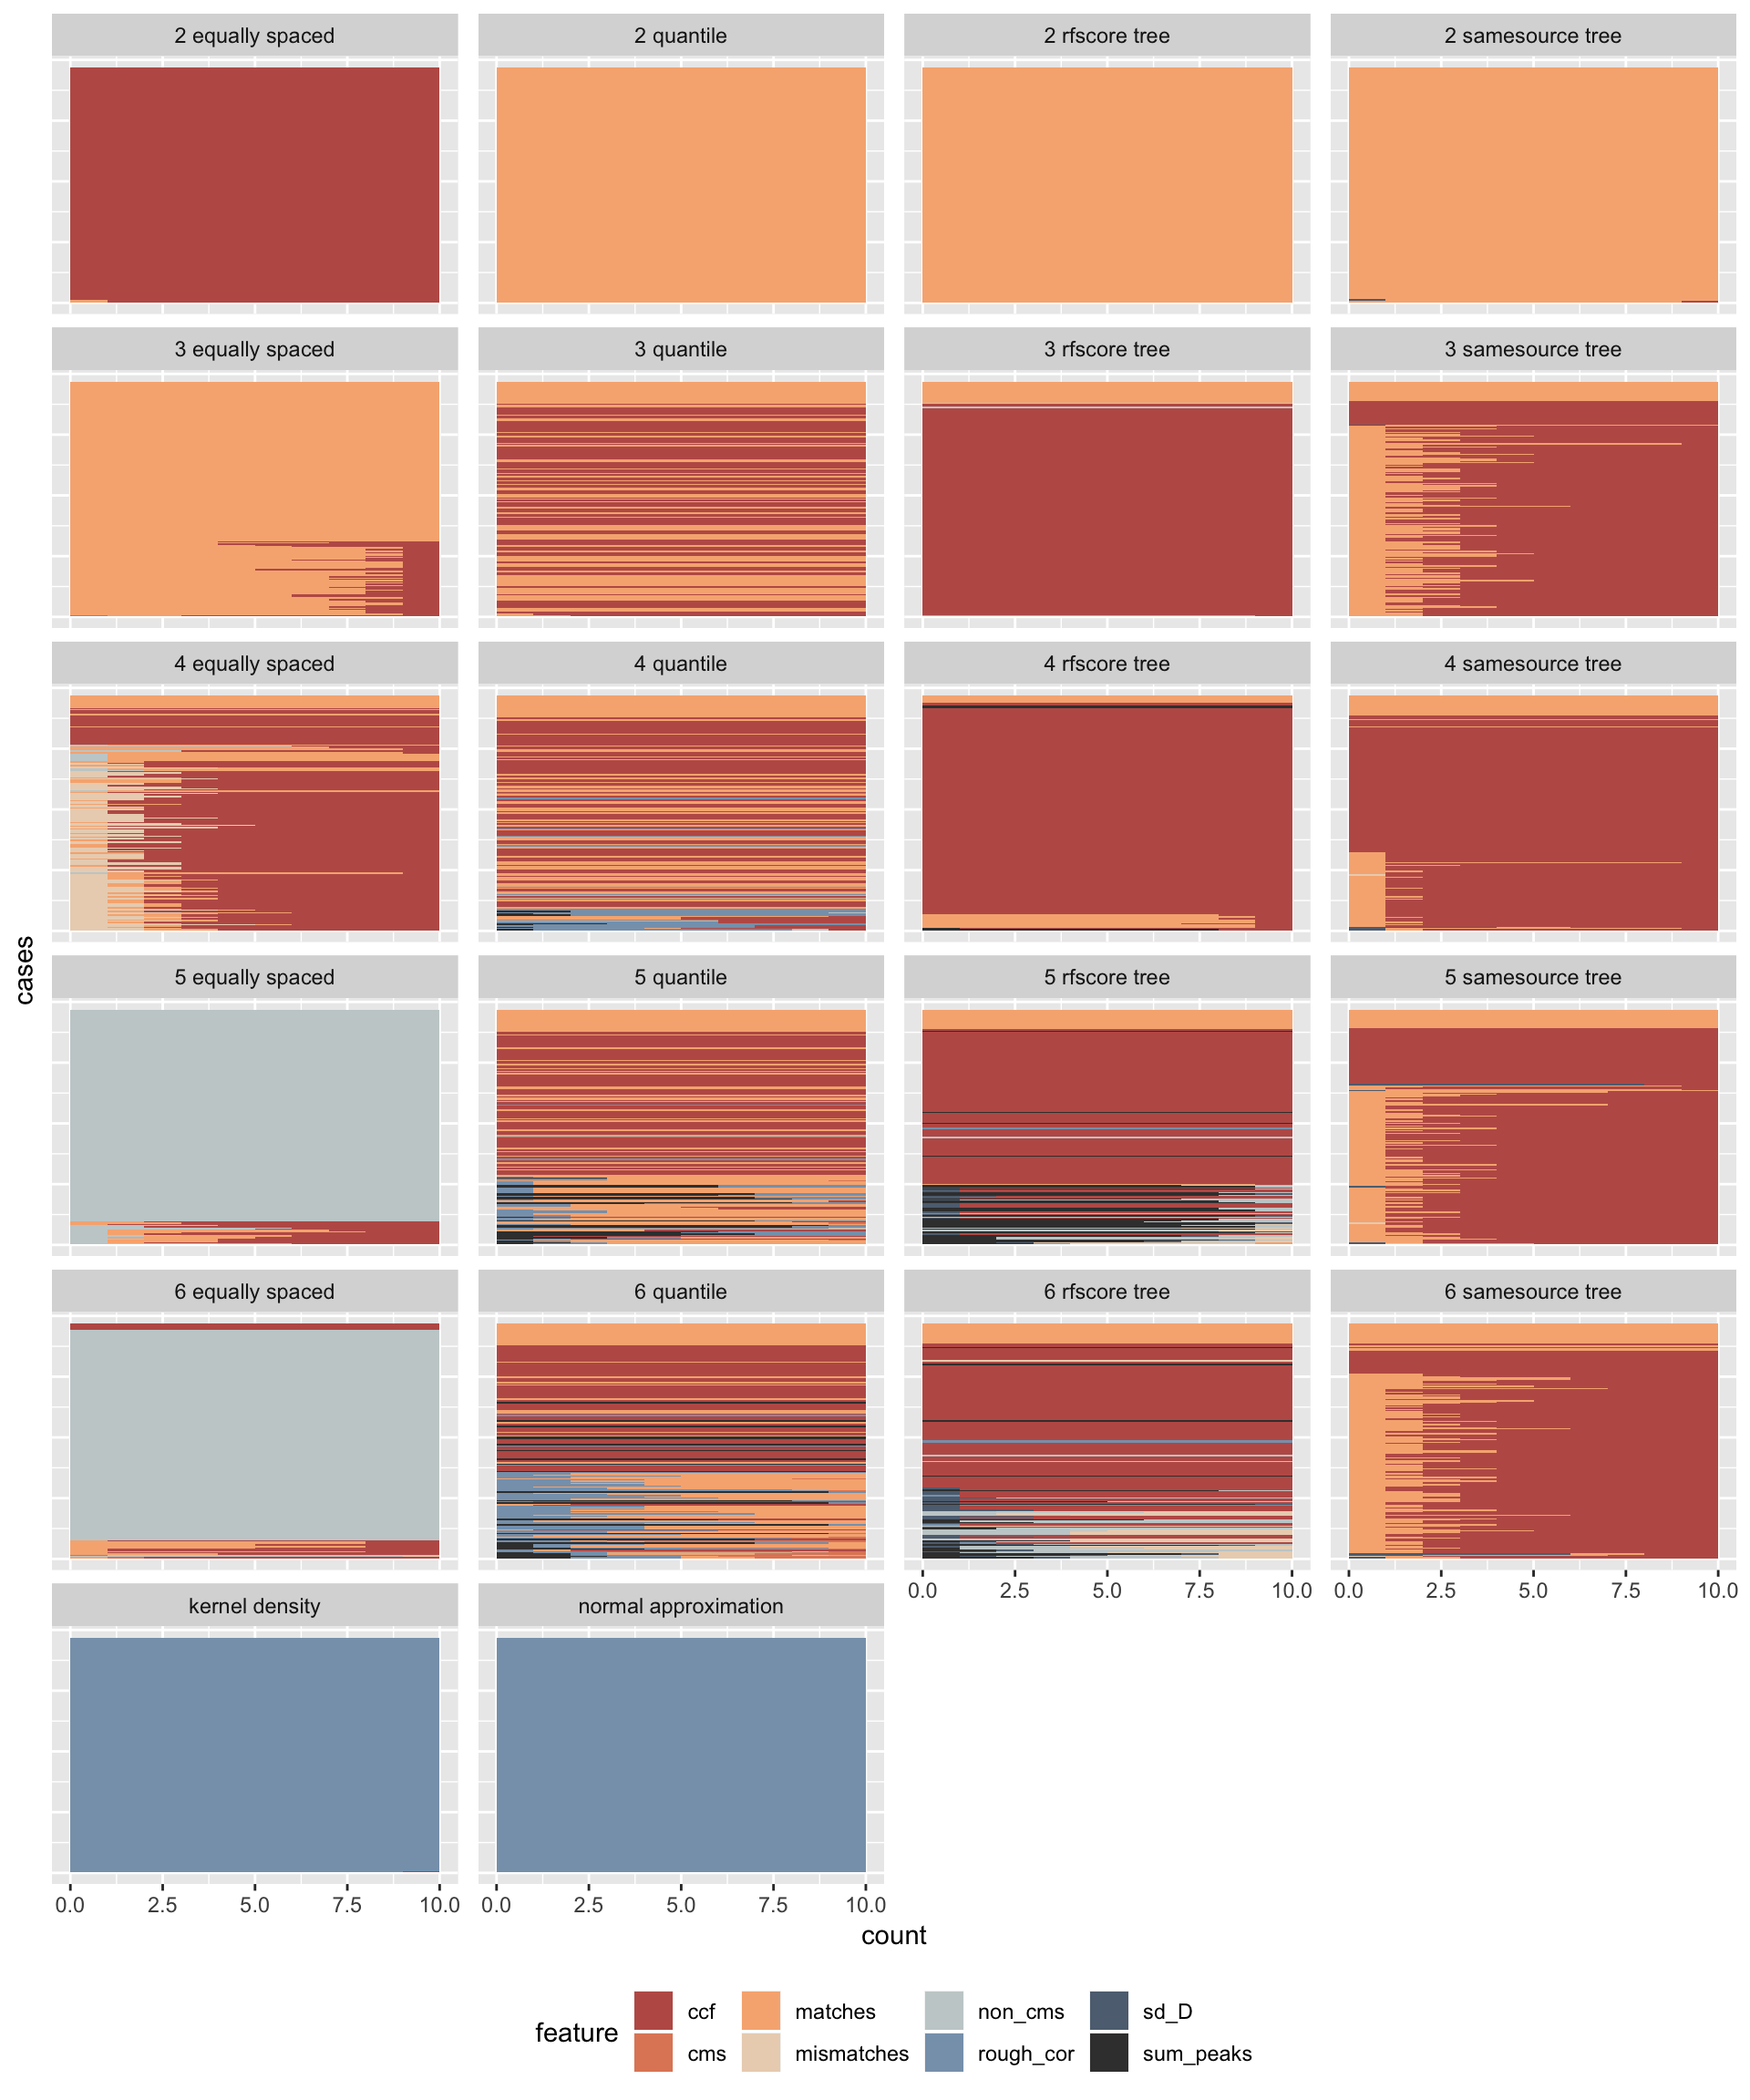 2 equally spaced 2 quantile 2 rfscore tree 2 samesource tree
3 equally spaced 3 quantile 3 rfscore tree 3 samesource tree
4 equally spaced 4 quantile 4 rfscore tree 4 samesource tree
cases
5 equally spaced 5 quantile 5 rfscore tree 5 samesource tree
6 equally spaced 6 quantile 6 rfscore tree 6 samesource tree
0.0 2.5 5.0 7.5 10.0 0.0 2.5 5.0 7.5 10.0
kernel density normal approximation
0.0 2.5 5.0 7.5 10.0 0.0 2.5 5.0 7.5 10.0
count
feature
ccf matches non_cms sd_D
cms mismatches rough_cor sum_peaks